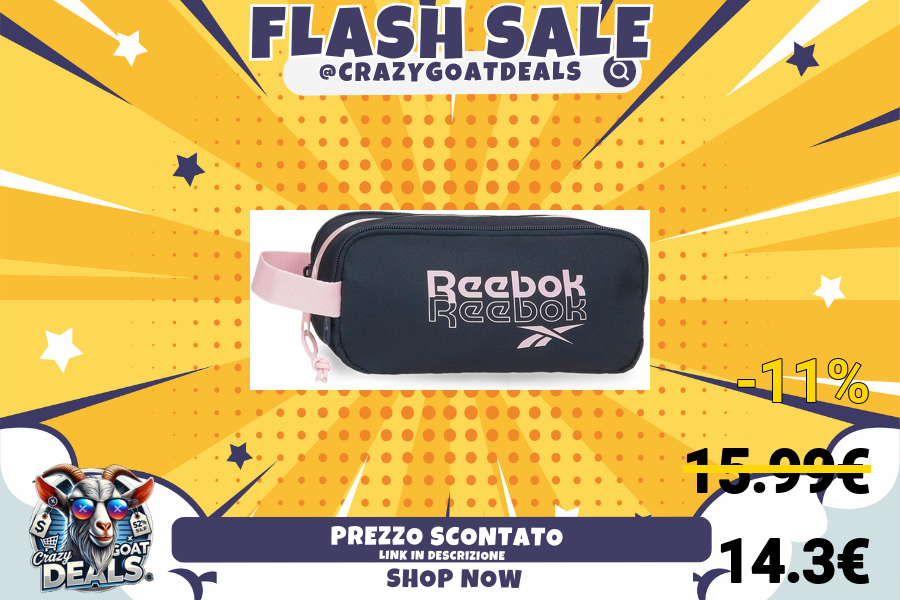 FLASH SALE
@CRAZYGOATDEALS
Reebok
Reebok
-11%
15.99€
14.3€
PREZZO SCONTATO
LINK IN DESCRIZIONE
SHOP NOW
$
52%
Crazy
GOAT
DEALS